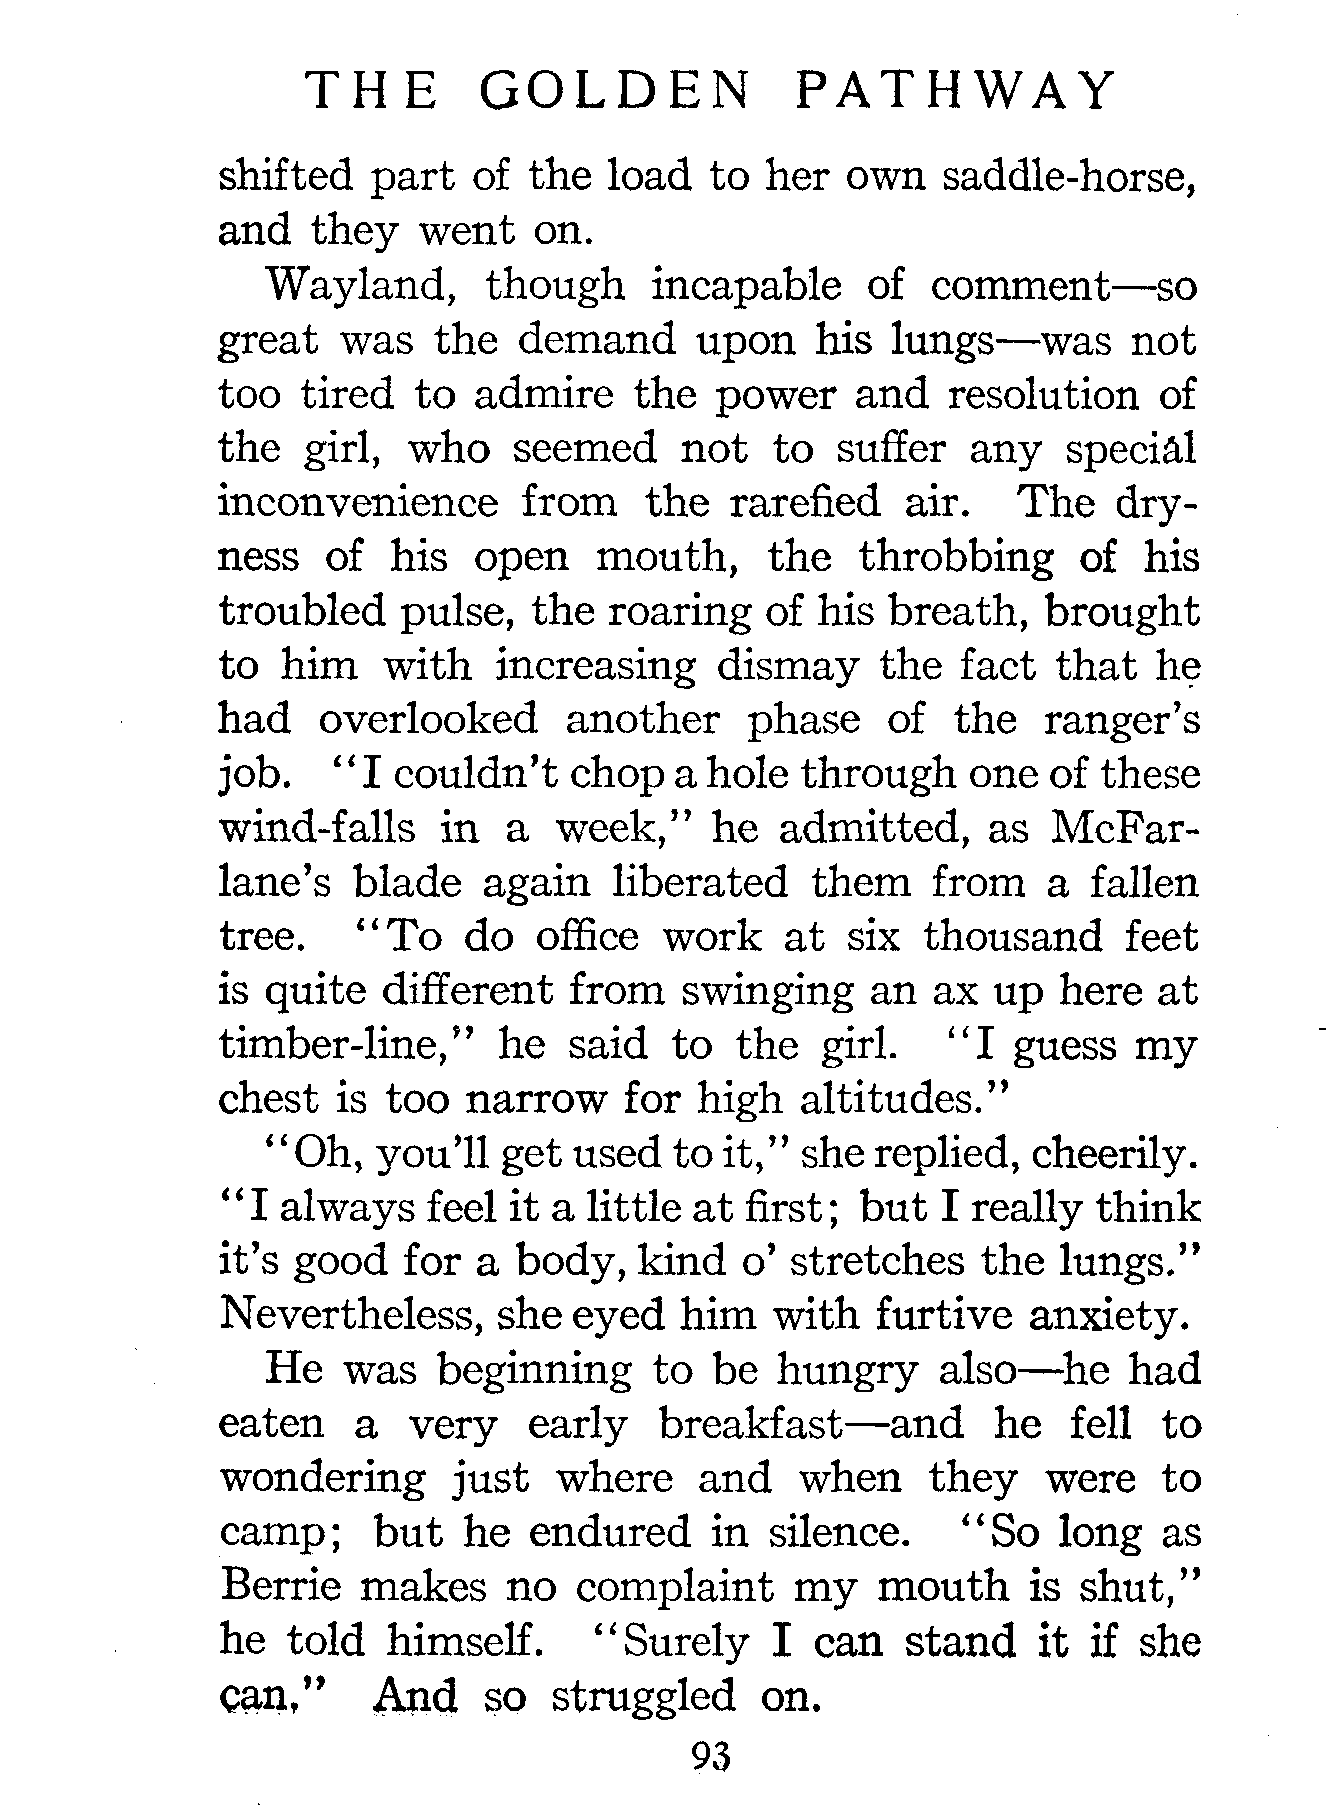 THE GOLDEN PATHWAY
shifted part of the load to her own saddle-horse,
and they went on.
Wayland, though incapable of comment—so
great was the demand upon his lungs—was not
too tired to admire the power and resolution of
the girl, who seemed not to suffer any special
inconvenience from the rarefied air. The dry-
ness of his open mouth, the throbbing of his
troubled pulse, the roaring of his breath, brought
to him with increasing dismay the fact that he
had overlooked another phase of the ranger's
job. "I couldn't chop a hole through one of these
wind-falls in a week," he admitted, as McFar-
lane's blade again liberated them from a fallen
tree. "To do office work at six thousand feet
is quite different from swinging an ax up here at
timber-line," he said to the girl. "I guess my
chest is too narrow for high altitudes."
"Oh, you'll get used to it," she replied, cheerily.
"I always feel it a little at first; but I really think
it's good for a body, kind o' stretches the lungs."
Nevertheless, she eyed him with furtive anxiety.
He was beginning to be hungry also—he had
eaten a very early breakfast—and he fell to
wondering just where and when they were to
camp; but he endured in silence. "So long as
Berrie makes no complaint my mouth is shut,"
he told himself. "Surely I can stand it if she
can." And so struggled on.
93